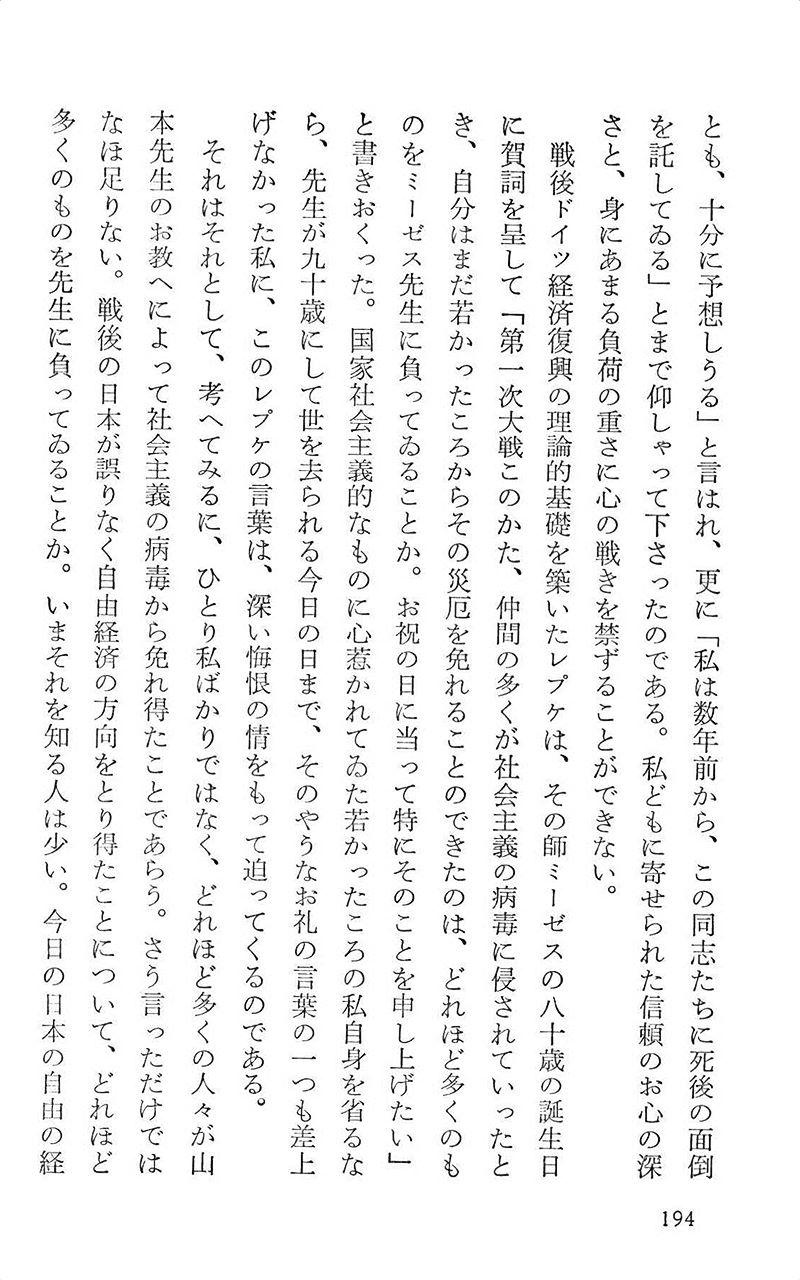 とも、十分に予想しうる」と言はれ、更に「私は数年前から、この同志たちに死後の面倒
を託してゐる」とまで仰しゃって下さったのである。私どもに寄せられた信頼のお心の深
さと、身にあまる負荷の重さに心の戦きを禁ずることができない。
戦後ドイツ経済復興の理論的基礎を築いたレプケは、その師ミーゼスの八十歳の誕生日
に賀詞を呈して「第一次大戦このかた、仲間の多くが社会主義の病毒に侵されていったと
き、自分はまだ若かったころからその災厄を免れることのできたのは、どれほど多くのも
のをミーゼス先生に負ってゐることか。お祝の日に当って特にそのことを申し上げたい」
と書きおくった。国家社会主義的なものに心惹かれてゐた若かったころの私自身を省るな
ら、先生が九十歳にして世を去られる今日の日まで、そのやうなお礼の言葉の一つも差上
げなかった私に、このレプケの言葉は、深い悔恨の情をもって迫ってくるのである。
それはそれとして、考へてみるに、ひとり私ばかりではなく、どれほど多くの人々が山
本先生のお教へによって社会主義の病毒から免れ得たことであらう。さう言っただけでは
なほ足りない。戦後の日本が誤りなく自由経済の方向をとり得たことについて、どれほど
多くのものを先生に負ってゐることか。いまそれを知る人は少い。今日の日本の自由の経
194